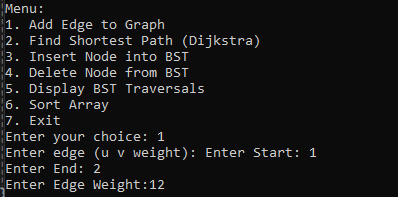 Menu:
1. Add Edge to Graph
2. Find Shortest Path (Dijkstra)
3. Insert Node into BST
4. Delete Node from BST
5. Display BST Traversals
6. Sort Array
7. Exit
Enter your choice: 1
Enter edge (u v weight): Enter Start: 1
Enter End: 2
Enter Edge Weight:12